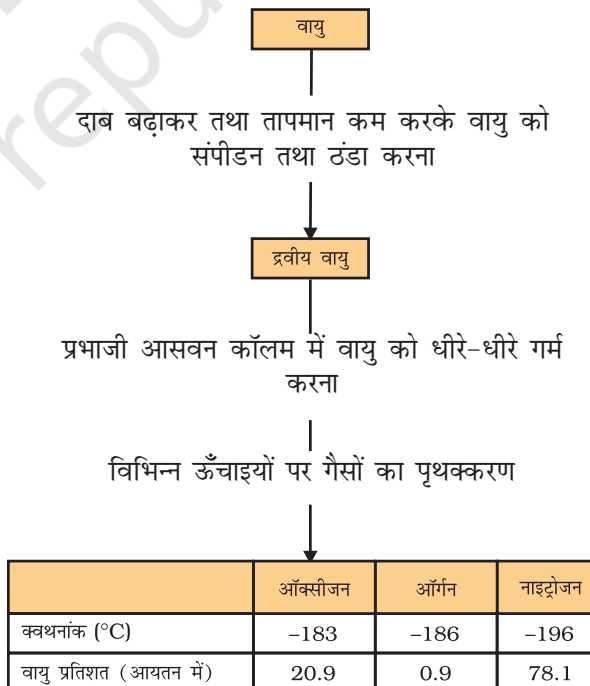 वायु
दाब बढ़ाकर तथा तापमान कम करके वायु को
संपीडन तथा ठंडा करना
द्रवीय वायु
प्रभाजी आसवन कॉलम में वायु को धीरे-धीरे गर्म
करना
विभिन्न ऊँचाइयों पर गैसों का पृथक्करण
ऑक्सीजन ऑर्गन नाइट्रोजन
क्वथनांक (°C) –183 –186 –196
वायु प्रतिशत (आयतन में) 20.9 0.9 78.1